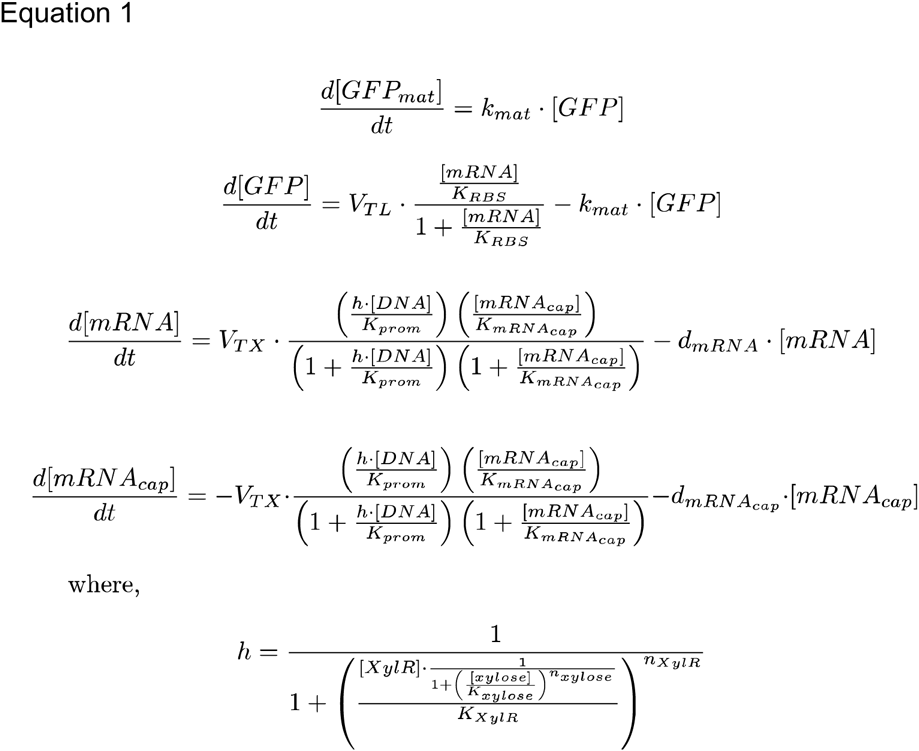 Equation 1
\frac{d[GFP_{mat}]}{dt} = k_{mat} \cdot [GFP]
\frac{d[GFP]}{dt} = V_{TL} \cdot \frac{\frac{[mRNA]}{K_{RBS}}}{1 + \frac{[mRNA]}{K_{RBS}}} - k_{mat} \cdot [GFP]
\frac{d[mRNA]}{dt} = V_{TX} \cdot \frac{\left(\frac{h \cdot [DNA]}{K_{prom}}\right)\left(\frac{[mRNA_{cap}]}{K_{mRNA_{cap}}}\right)}{\left(1 + \frac{h \cdot [DNA]}{K_{prom}}\right)\left(1 + \frac{[mRNA_{cap}]}{K_{mRNA_{cap}}}\right)} - d_{mRNA} \cdot [mRNA]
\frac{d[mRNA_{cap}]}{dt} = -V_{TX} \cdot \frac{\left(\frac{h \cdot [DNA]}{K_{prom}}\right)\left(\frac{[mRNA_{cap}]}{K_{mRNA_{cap}}}\right)}{\left(1 + \frac{h \cdot [DNA]}{K_{prom}}\right)\left(1 + \frac{[mRNA_{cap}]}{K_{mRNA_{cap}}}\right)} - d_{mRNA_{cap}} \cdot [mRNA_{cap}]
where,
h = \frac{1}{1 + \left(\frac{[XylR] \cdot \frac{1}{1 + \left(\frac{[xylose]}{K_{xylose}}\right)^{n_{xylose}}}}{K_{XylR}}\right)^{n_{XylR}}}